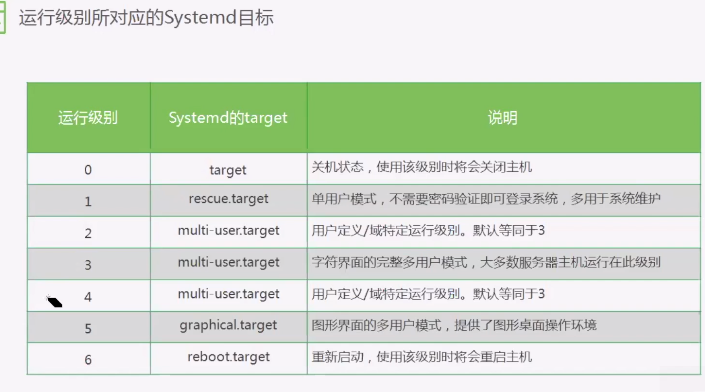 运行级别所对应的Systemd目标
运行级别 Systemd的target 说明
0 target 关机状态，使用该级别时将会关闭主机
1 rescue.target 单用户模式，不需要密码验证即可登录系统，多用于系统维护
2 multi-user.target 用户定义/域特定运行级别。默认等同于3
3 multi-user.target 字符界面的完整多用户模式，大多数服务器主机运行在此级别
4 multi-user.target 用户定义/域特定运行级别。默认等同于3
5 graphical.target 图形界面的多用户模式，提供了图形桌面操作环境
6 reboot.target 重新启动，使用该级别时将会重启主机